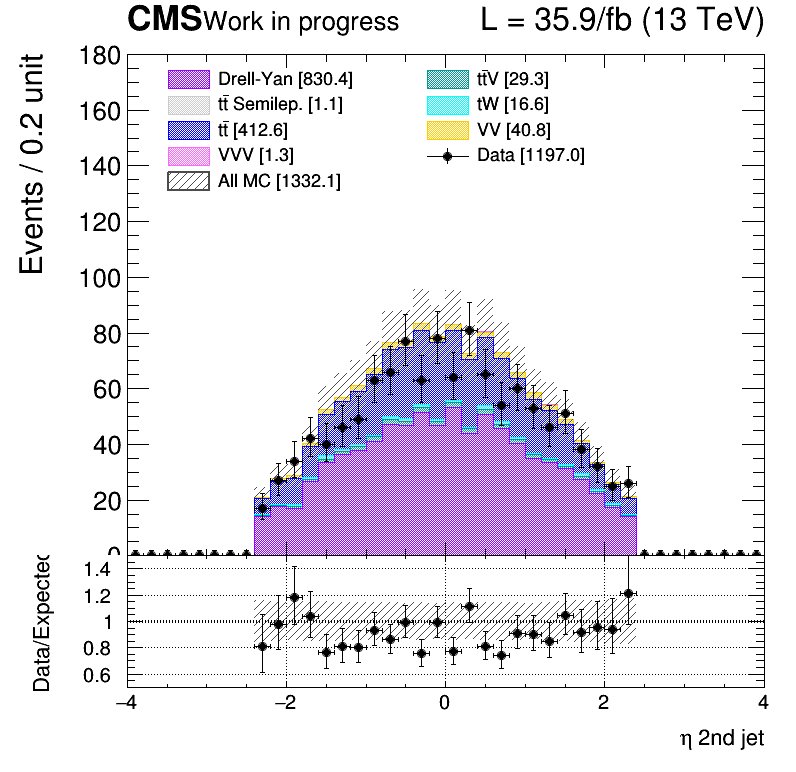 CMS Work in progress L = 35.9/fb (13 TeV)
Events / 0.2 unit
180
160
140
120
100
80
60
40
20
0
Drell-Yan [830.4]
tt̄ Semilep. [1.1]
tt̄ [412.6]
VVV [1.3]
All MC [1332.1]
tt̄V [29.3]
tW [16.6]
VV [40.8]
Data [1197.0]
Data/Expected
1.4
1.2
1
0.8
0.6
−4 −2 0 2 4
η 2nd jet